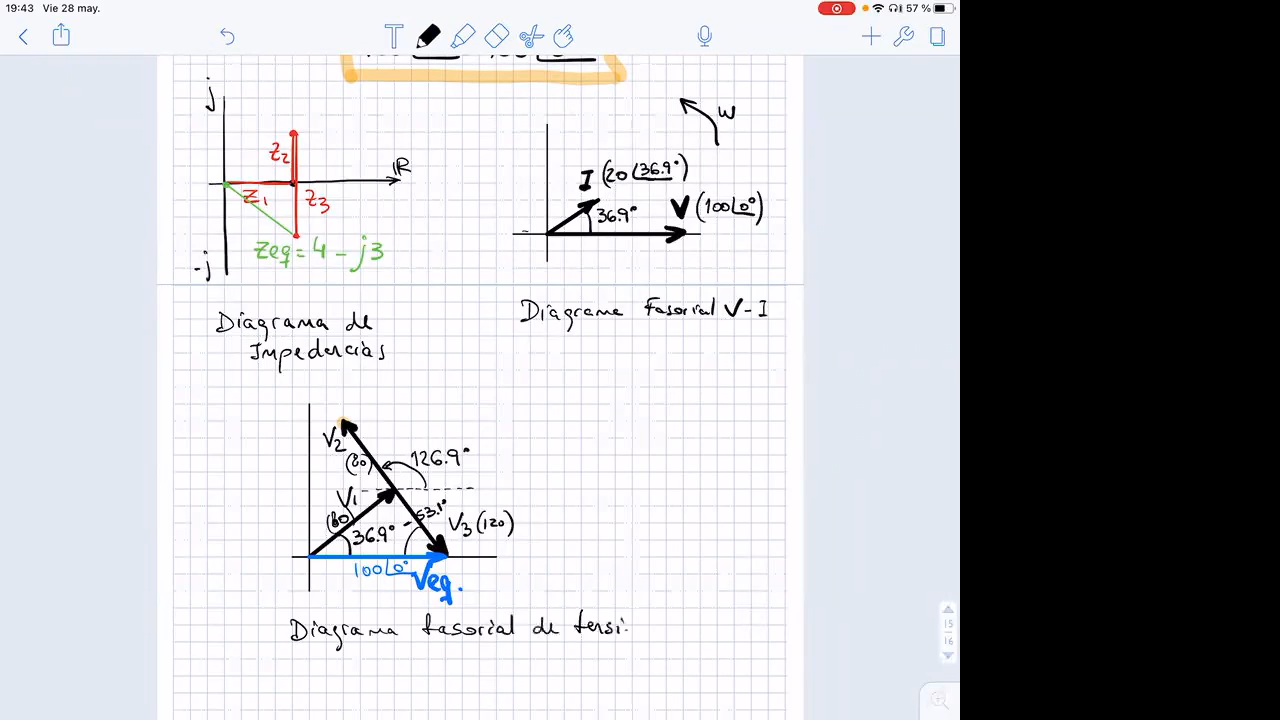 19:43 Vie 28 may.
57 %
T
j
Z2
IR
Z1
Z3
Zeq = 4 - j3
-j
W
I (20∠36.9°)
36.9°
V (100∠0°)
Diagrama de
Impedencias
Diagrama Fasorial V-I
V2
(80)
126.9°
V1
(80)
36.9°
-53.1°
V3 (120)
100∠0°
Veq.
Diagrama fasorial de tensi
15
16